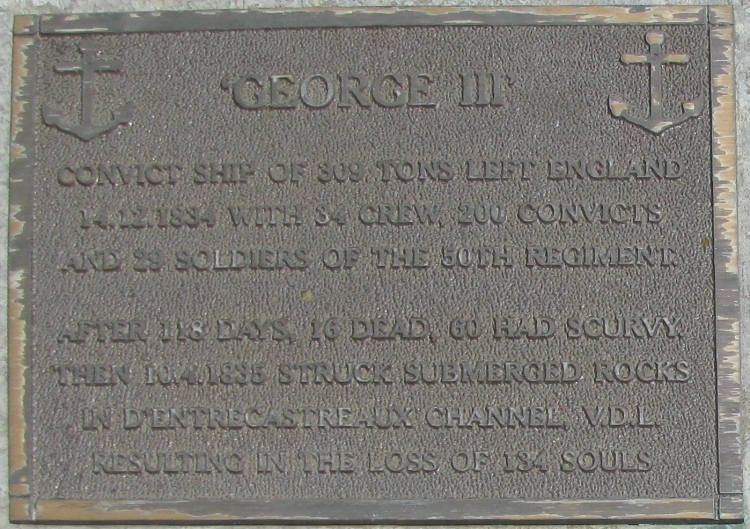 'GEORGE III'
CONVICT SHIP OF 809 TONS LEFT ENGLAND
14.12.1834 WITH 34 CREW, 200 CONVICTS
AND 29 SOLDIERS OF THE 50TH REGIMENT.
AFTER 118 DAYS, 16 DEAD, 60 HAD SCURVY.
THEN 10.4.1835 STRUCK SUBMERGED ROCKS
IN D'ENTRECASTREAUX CHANNEL, V.D.L.
RESULTING IN THE LOSS OF 134 SOULS